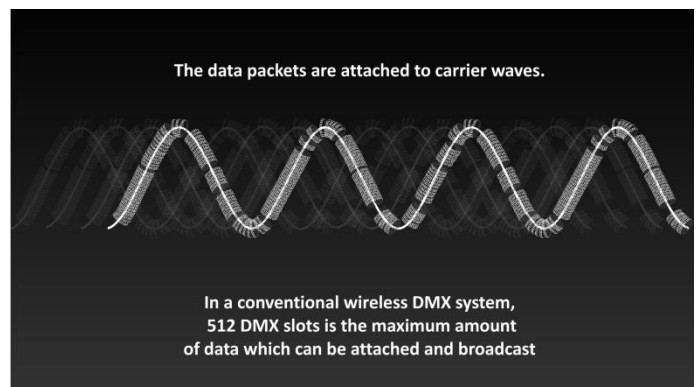 The data packets are attached to carrier waves.
In a conventional wireless DMX system,
512 DMX slots is the maximum amount
of data which can be attached and broadcast